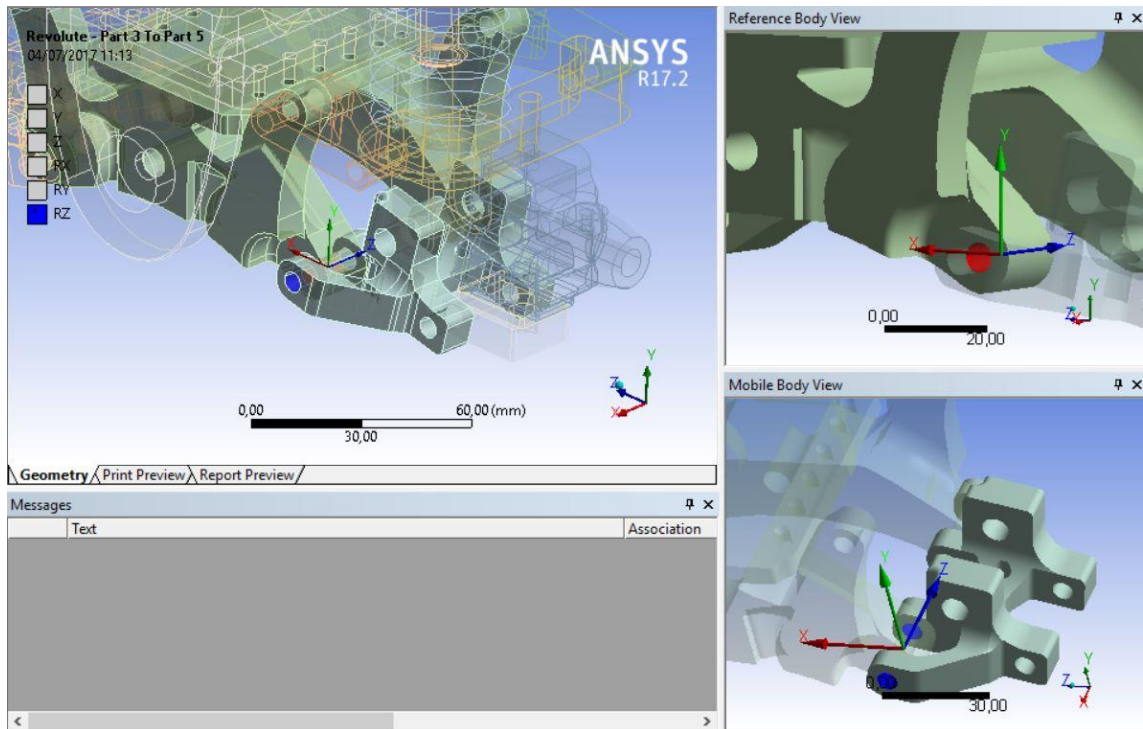 Revolute - Part 3 To Part 5
04/07/2017 11:13
X
Y
Z
RX
RY
RZ
ANSYS
R17.2
X
Y
Z
Y
Z
X
0,00
60,00 (mm)
30,00
Geometry
Print Preview
Report Preview
Messages
Text
Association
Reference Body View
Y
X
Z
Y
Z
X
0,00
20,00
Mobile Body View
Y
Z
X
Y
Z
X
0,00
30,00